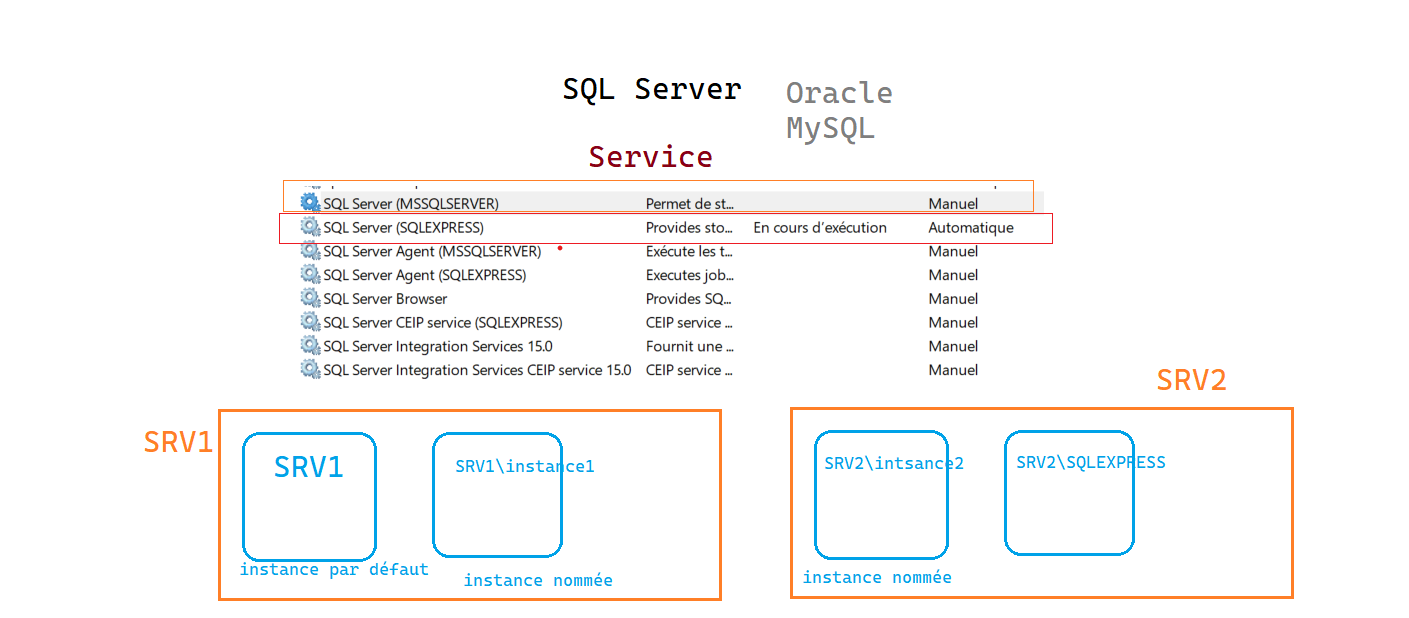 SQL Server
Oracle
MySQL
Service
SQL Server (MSSQLSERVER) Permet de st... Manuel
SQL Server (SQLEXPRESS) Provides sto... En cours d'exécution Automatique
SQL Server Agent (MSSQLSERVER) Exécute les t... Manuel
SQL Server Agent (SQLEXPRESS) Executes job... Manuel
SQL Server Browser Provides SQ... Manuel
SQL Server CEIP service (SQLEXPRESS) CEIP service ... Manuel
SQL Server Integration Services 15.0 Fournit une ... Manuel
SQL Server Integration Services CEIP service 15.0 CEIP service ... Manuel
SRV1
SRV1
SRV1\instance1
instance par défaut
instance nommée
SRV2
SRV2\intsance2
SRV2\SQLEXPRESS
instance nommée